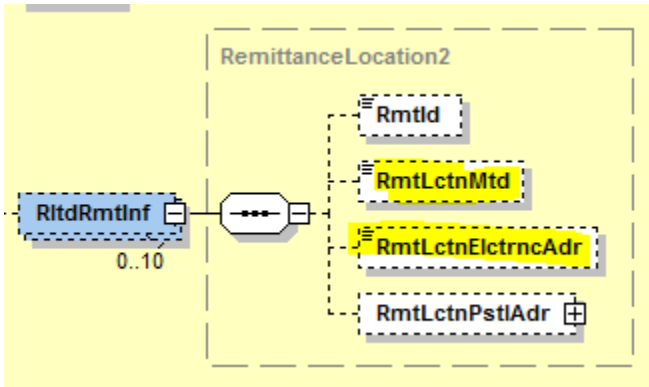 RemittanceLocation2
RmtId
RmtLctnMtd
RltdRmtInf
RmtLctnElctrncAdr
0..10
RmtLctnPstlAdr